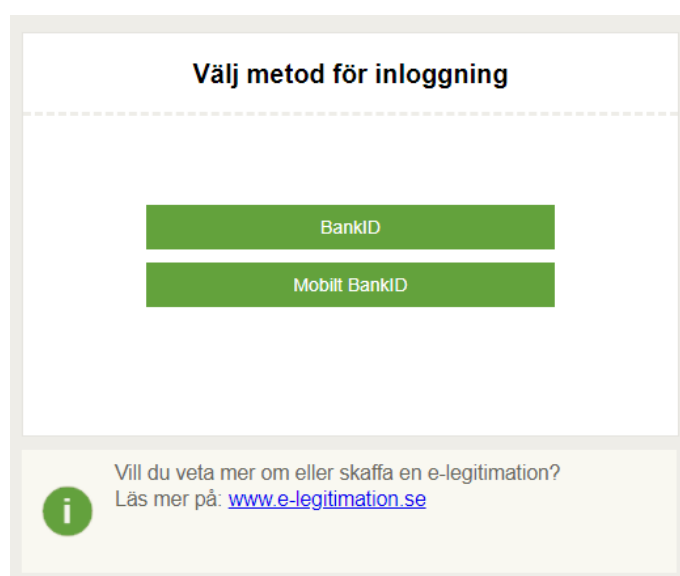 Välj metod för inloggning
BankID
Mobilt BankID
Vill du veta mer om eller skaffa en e-legitimation?
Läs mer på: www.e-legitimation.se
i